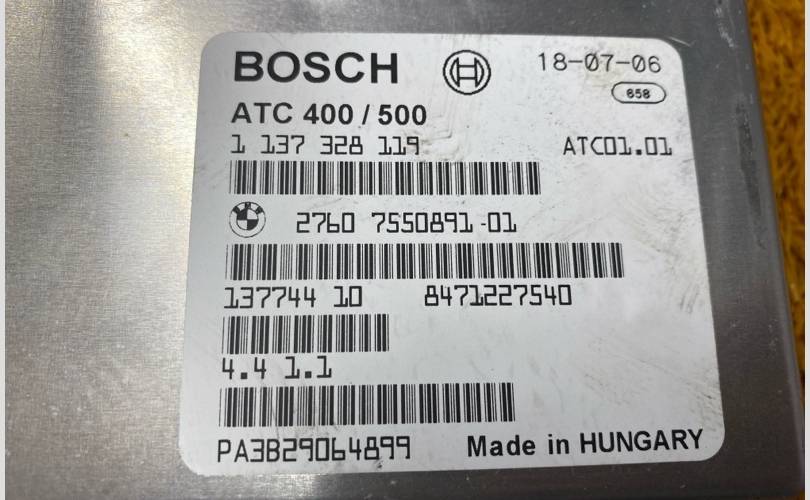 BOSCH 18-07-06
658
ATC 400 / 500
1 137 328 119 ATC01.01
2760 7550891-01
137744 10 8471227540
4.4 1.1
PA3B29064899 Made in HUNGARY